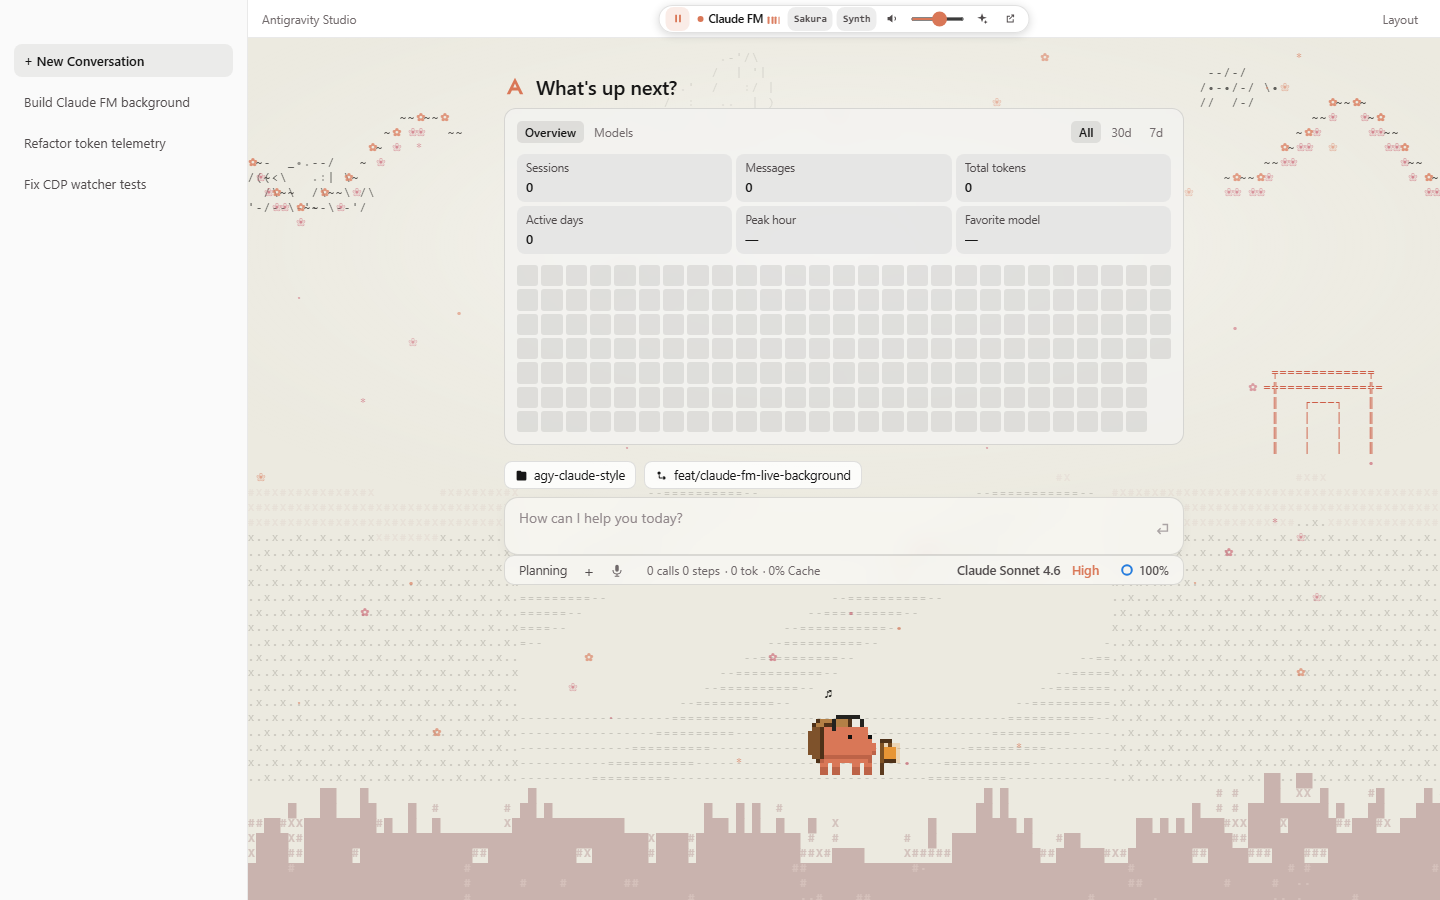 Antigravity Studio
Claude FM
Sakura
Synth
Layout
+ New Conversation
Build Claude FM background
Refactor token telemetry
Fix CDP watcher tests
What's up next?
Overview Models
All 30d 7d
Sessions
0
Messages
0
Total tokens
0
Active days
0
Peak hour
—
Favorite model
—
agy-claude-style
feat/claude-fm-live-background
How can I help you today?
Planning + 0 calls 0 steps · 0 tok · 0% Cache
Claude Sonnet 4.6 High 100%